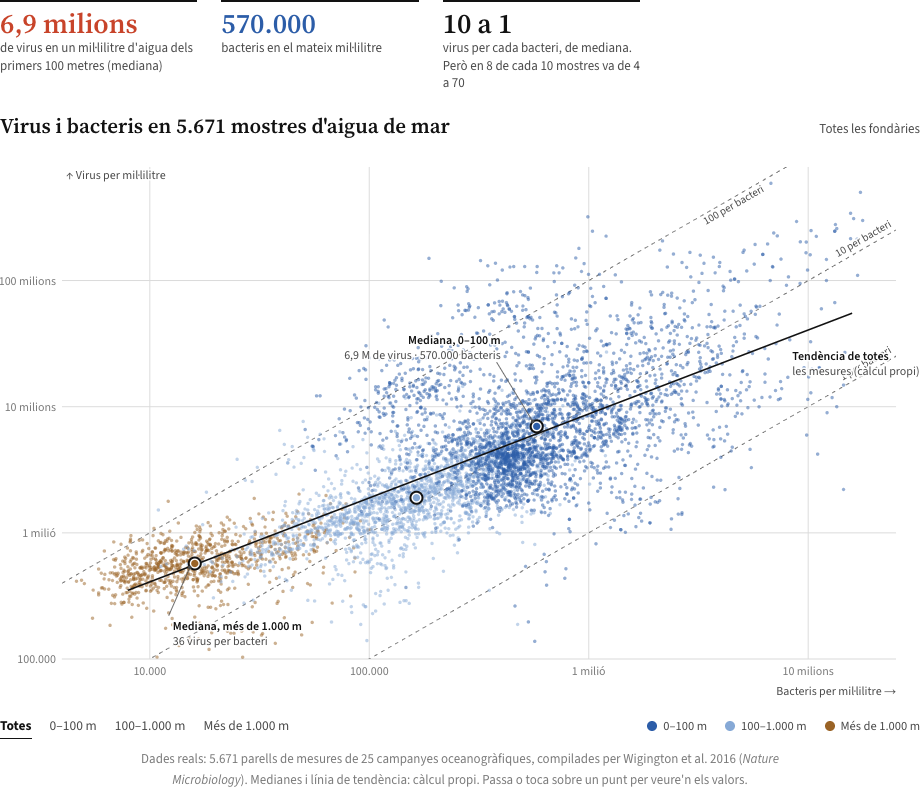 6,9 milions
de virus en un mil·lilitre d'aigua dels
primers 100 metres (mediana)
570.000
bacteris en el mateix mil·lilitre
10 a 1
virus per cada bacteri, de mediana.
Però en 8 de cada 10 mostres va de 4
a 70
Virus i bacteris en 5.671 mostres d'aigua de mar
Totes les fondàries
↑ Virus per mil·lilitre
100 per bacteri
10 per bacteri
100 milions
Mediana, 0–100 m
6,9 M de virus · 570.000 bacteris
Tendència de totes
les mesures (càlcul propi)
10 milions
1 milió
Mediana, més de 1.000 m
36 virus per bacteri
100.000
10.000
100.000
1 milió
10 milions
Bacteris per mil·lilitre →
Totes
0–100 m
100–1.000 m
Més de 1.000 m
0–100 m
100–1.000 m
Més de 1.000 m
Dades reals: 5.671 parells de mesures de 25 campanyes oceanogràfiques, compilades per Wigington et al. 2016 (Nature
Microbiology). Medianes i línia de tendència: càlcul propi. Passa o toca sobre un punt per veure'n els valors.